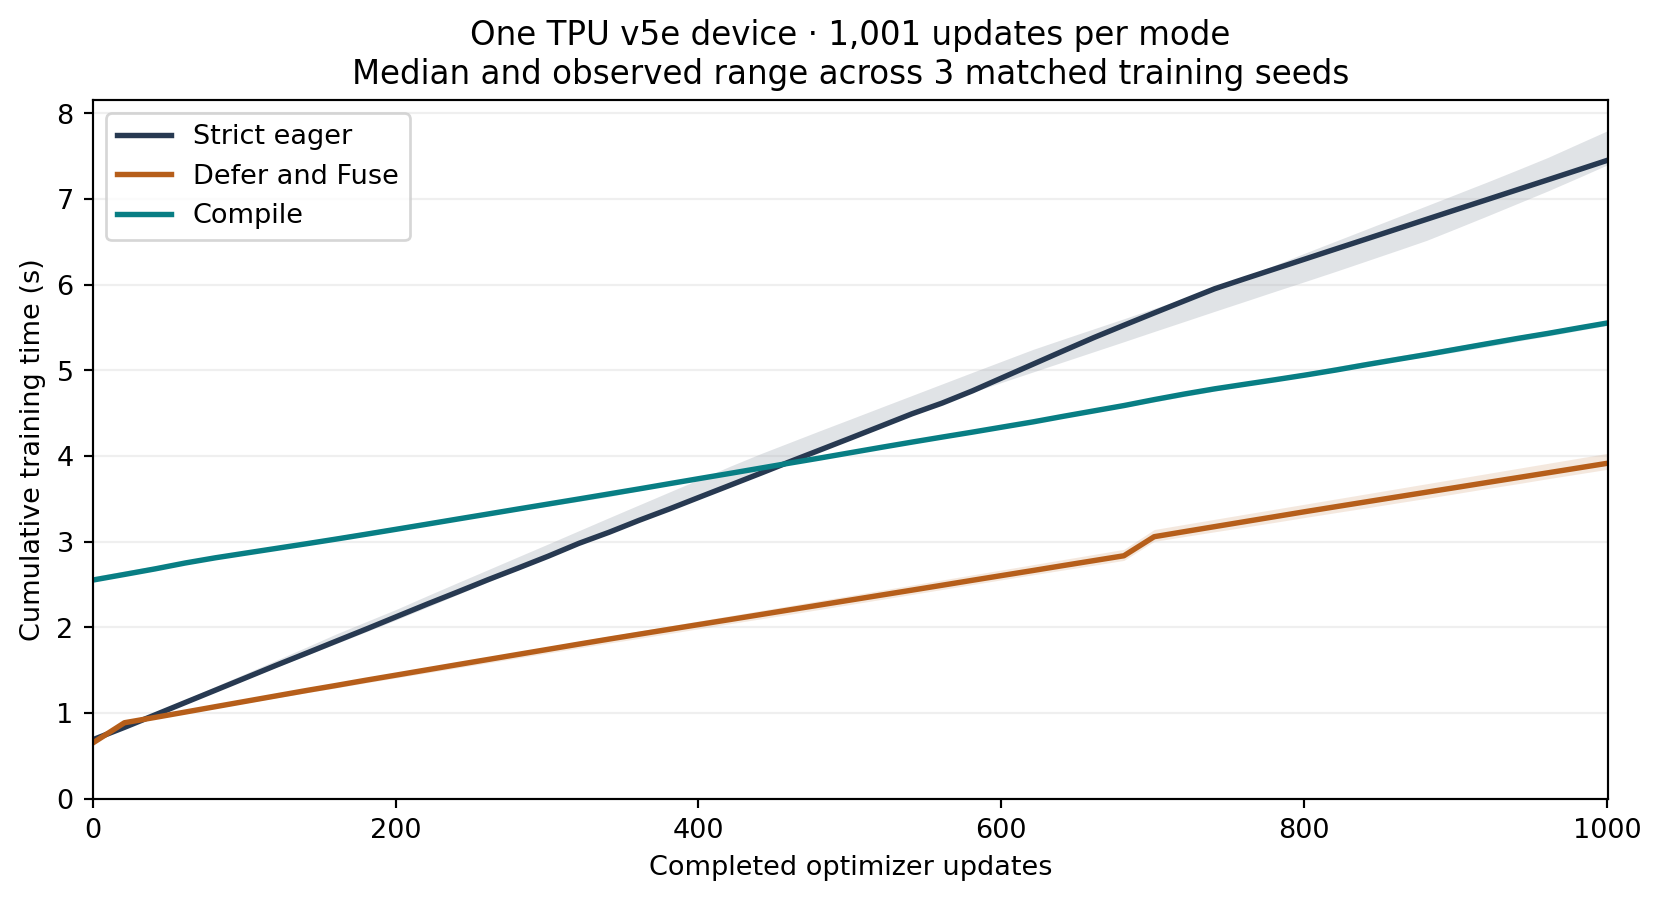 One TPU v5e device · 1,001 updates per mode
Median and observed range across 3 matched training seeds
Strict eager
Defer and Fuse
Compile
Cumulative training time (s)
8
7
6
5
4
3
2
1
0
0 200 400 600 800 1000
Completed optimizer updates